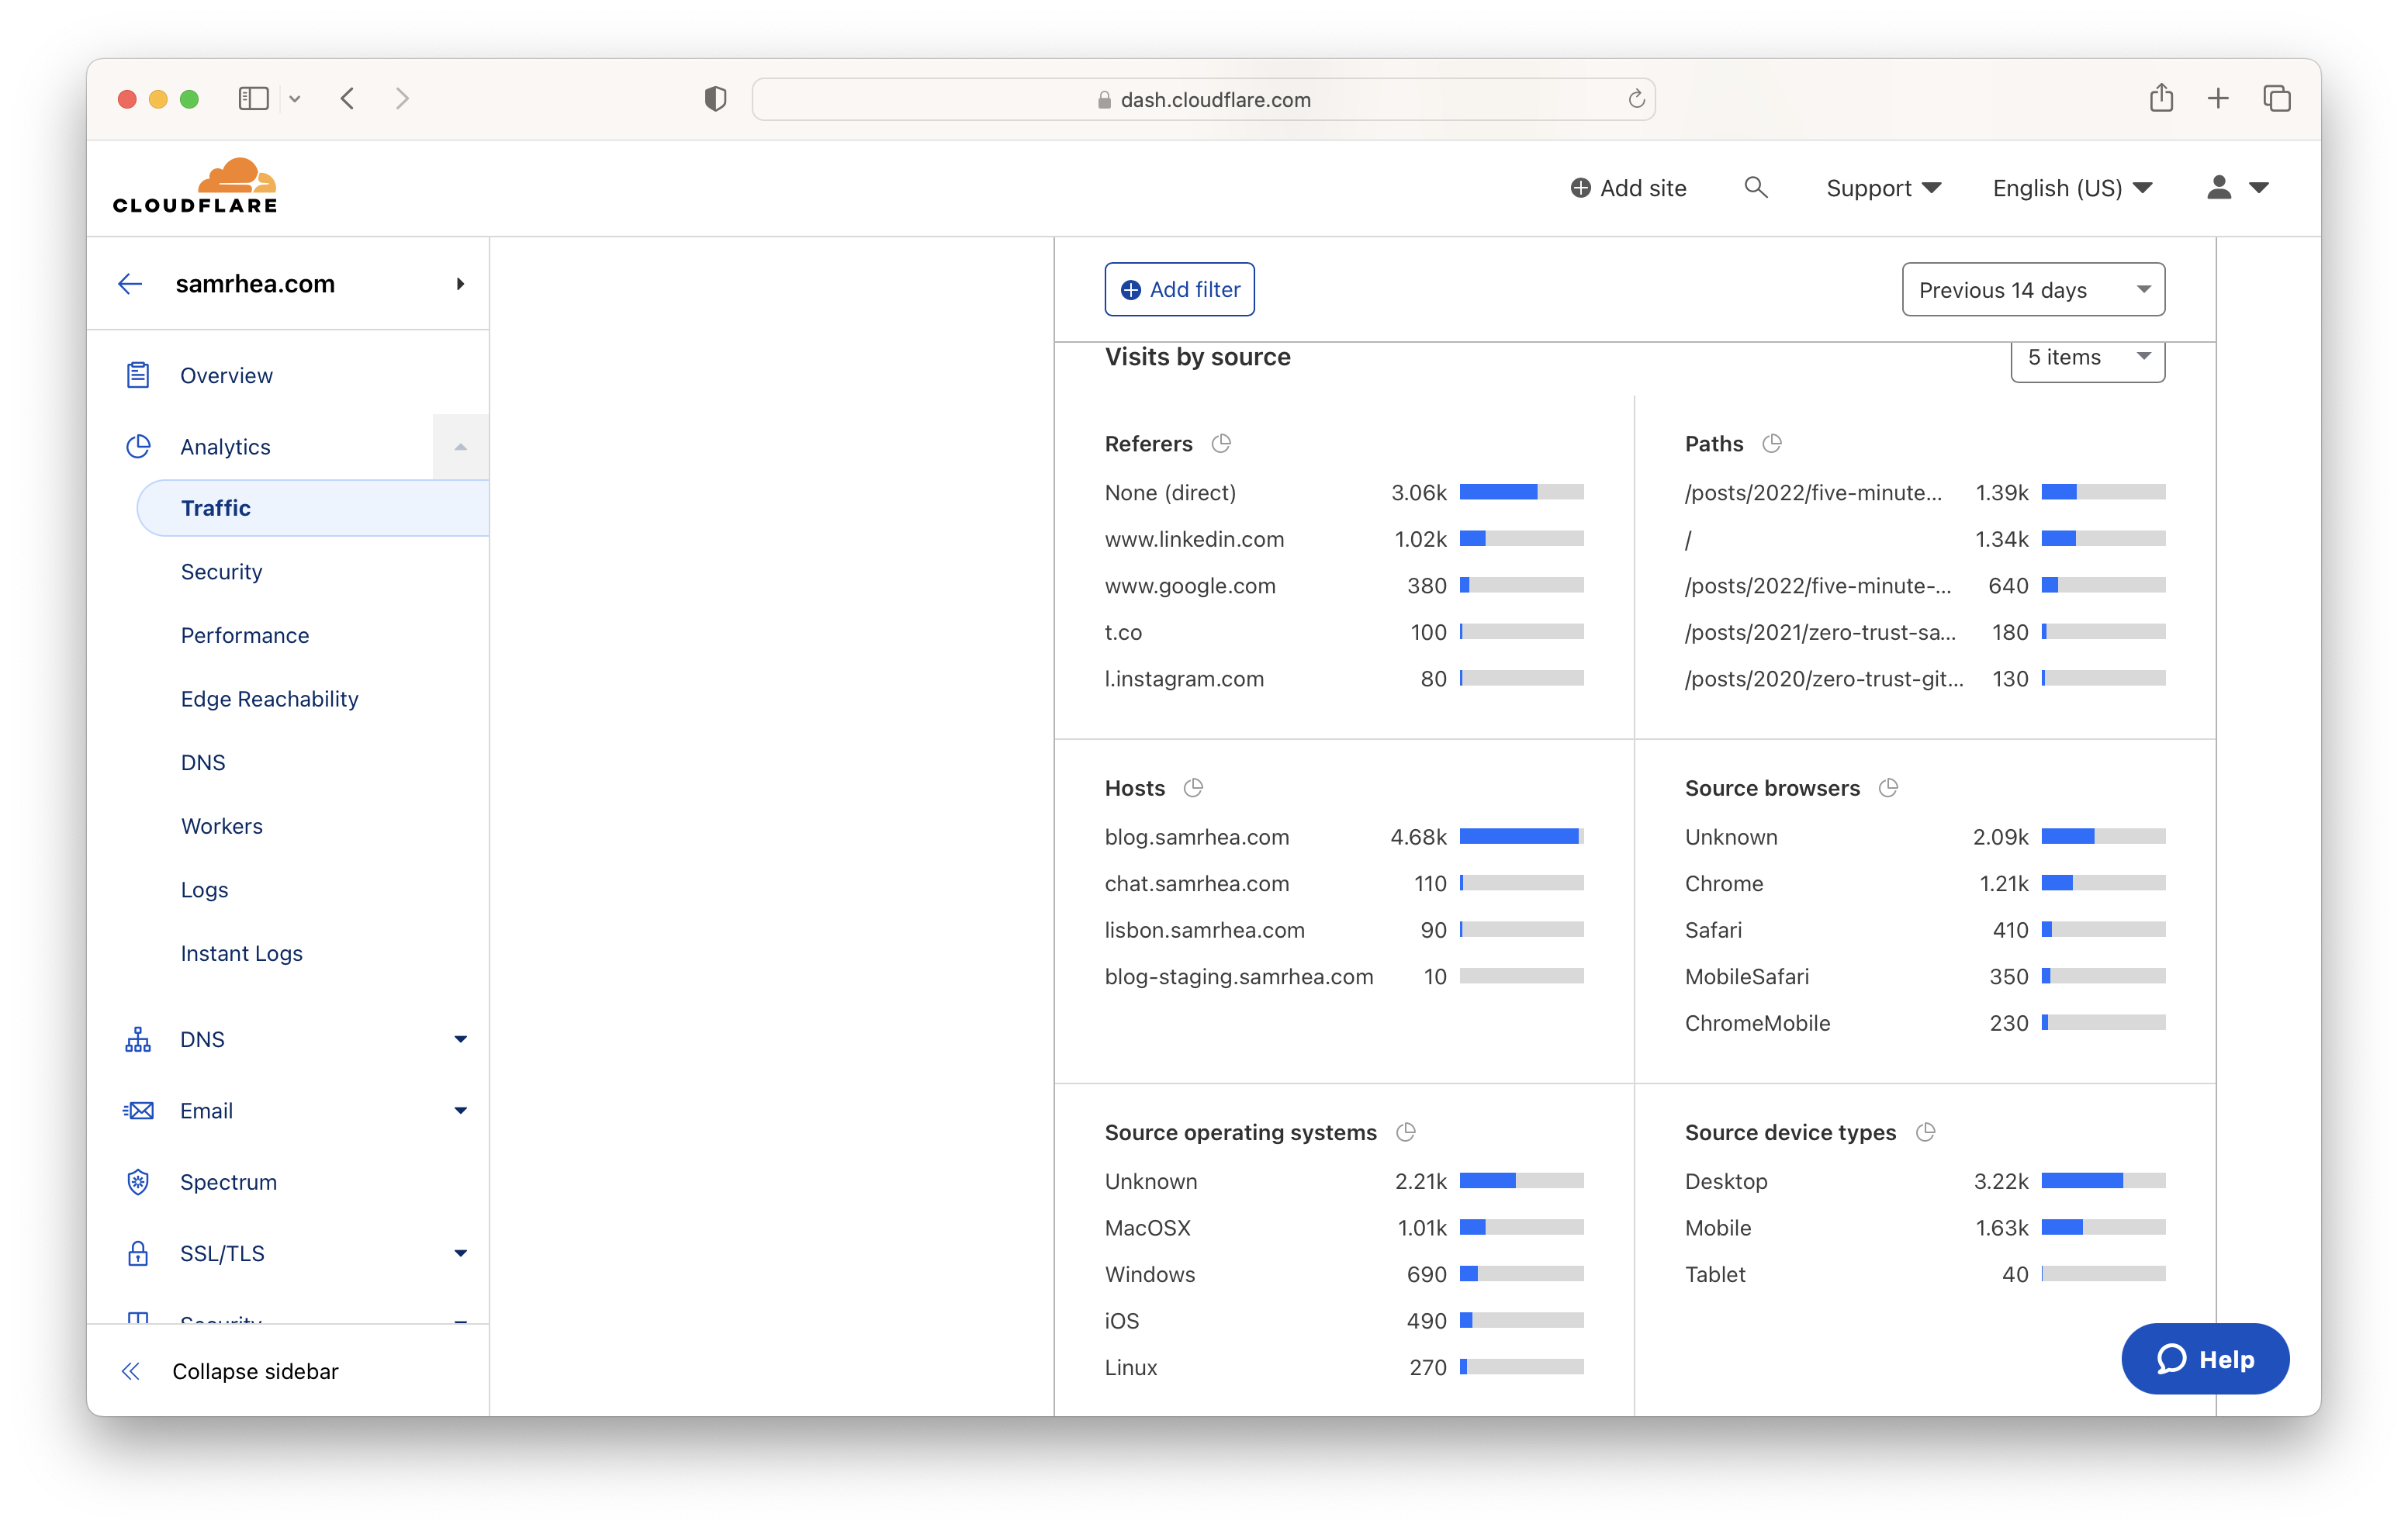 dash.cloudflare.com
CLOUDFLARE
Add site
Support
English (US)
samrhea.com
Overview
Analytics
Traffic
Security
Performance
Edge Reachability
DNS
Workers
Logs
Instant Logs
DNS
Email
Spectrum
SSL/TLS
Security
Collapse sidebar
Add filter
Previous 14 days
Visits by source
5 items
Referers
None (direct) 3.06k
www.linkedin.com 1.02k
www.google.com 380
t.co 100
l.instagram.com 80
Paths
/posts/2022/five-minute... 1.39k
/ 1.34k
/posts/2022/five-minute-... 640
/posts/2021/zero-trust-sa... 180
/posts/2020/zero-trust-git... 130
Hosts
blog.samrhea.com 4.68k
chat.samrhea.com 110
lisbon.samrhea.com 90
blog-staging.samrhea.com 10
Source browsers
Unknown 2.09k
Chrome 1.21k
Safari 410
MobileSafari 350
ChromeMobile 230
Source operating systems
Unknown 2.21k
MacOSX 1.01k
Windows 690
iOS 490
Linux 270
Source device types
Desktop 3.22k
Mobile 1.63k
Tablet 40
Help